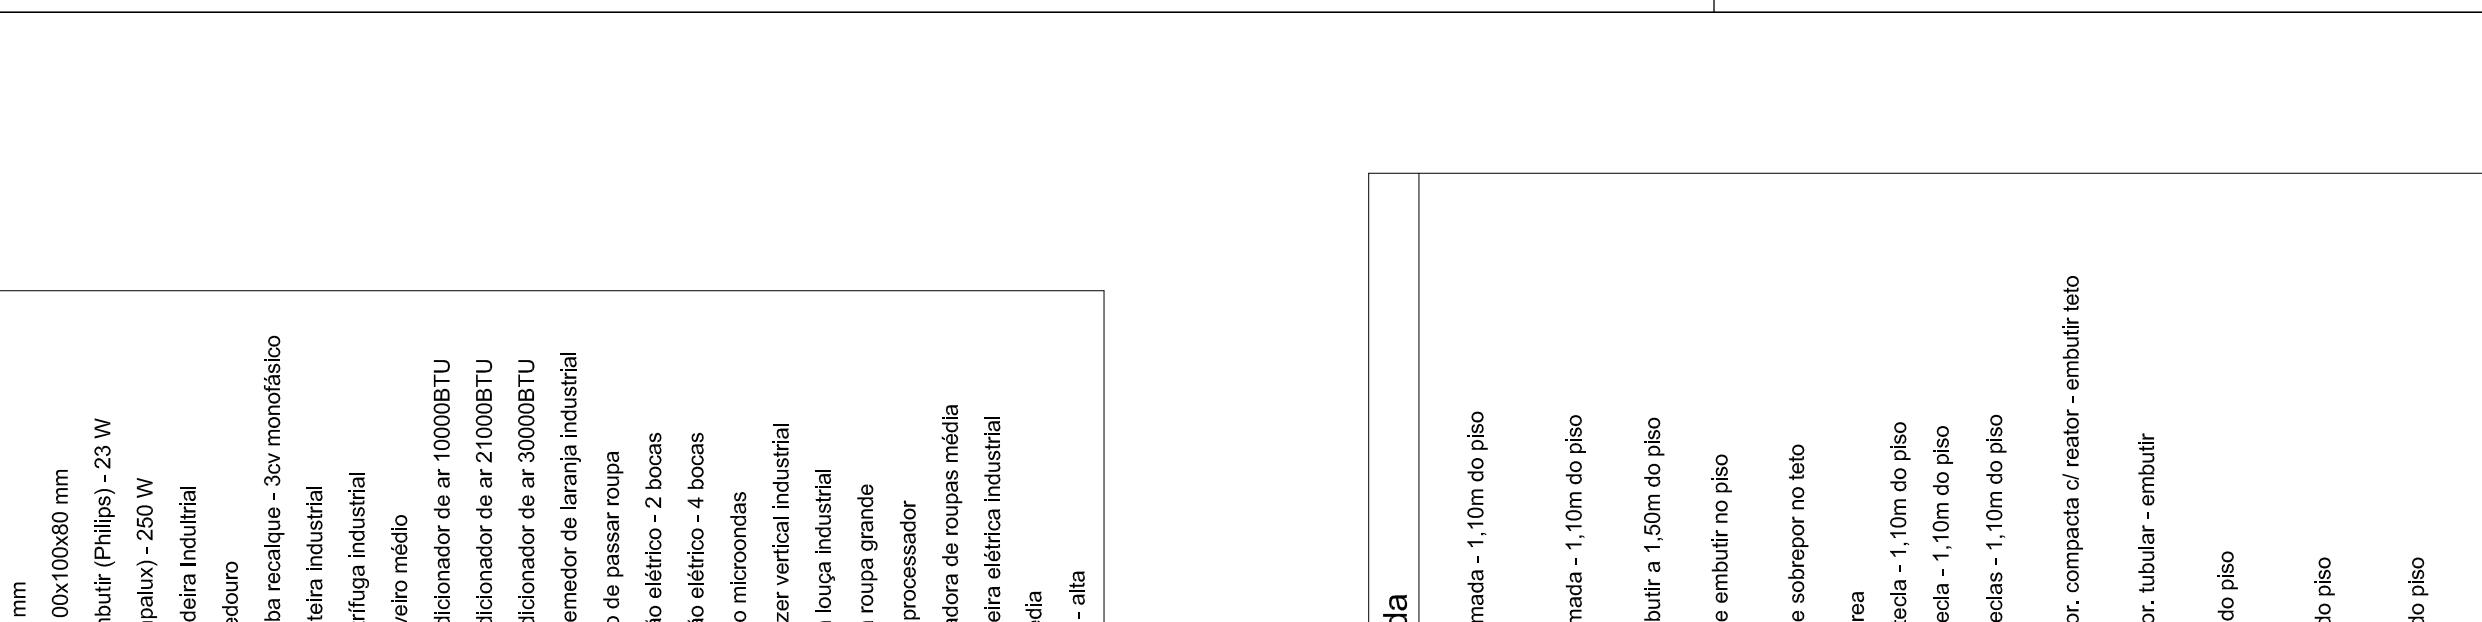 mm
00x100x80 mm
nbutir (Philips) - 23 W
palux) - 250 W
deira Indultrial
edouro
ba recalque - 3cv monofásico
teira industrial
rífuga industrial
veiro médio
dicionador de ar 10000BTU
dicionador de ar 21000BTU
dicionador de ar 30000BTU
emedor de laranja industrial
o de passar roupa
ão elétrico - 2 bocas
ão elétrico - 4 bocas
o microondas
zer vertical industrial
a louça industrial
a roupa grande
processador
adora de roupas média
eira elétrica industrial
édia
- alta
da
mada - 1,10m do piso
mada - 1,10m do piso
butir a 1,50m do piso
e embutir no piso
e sobrepor no teto
rea
tecla - 1,10m do piso
ecla - 1,10m do piso
eclas - 1,10m do piso
or. compacta c/ reator - embutir teto
or. tubular - embutir
do piso
do piso
do piso